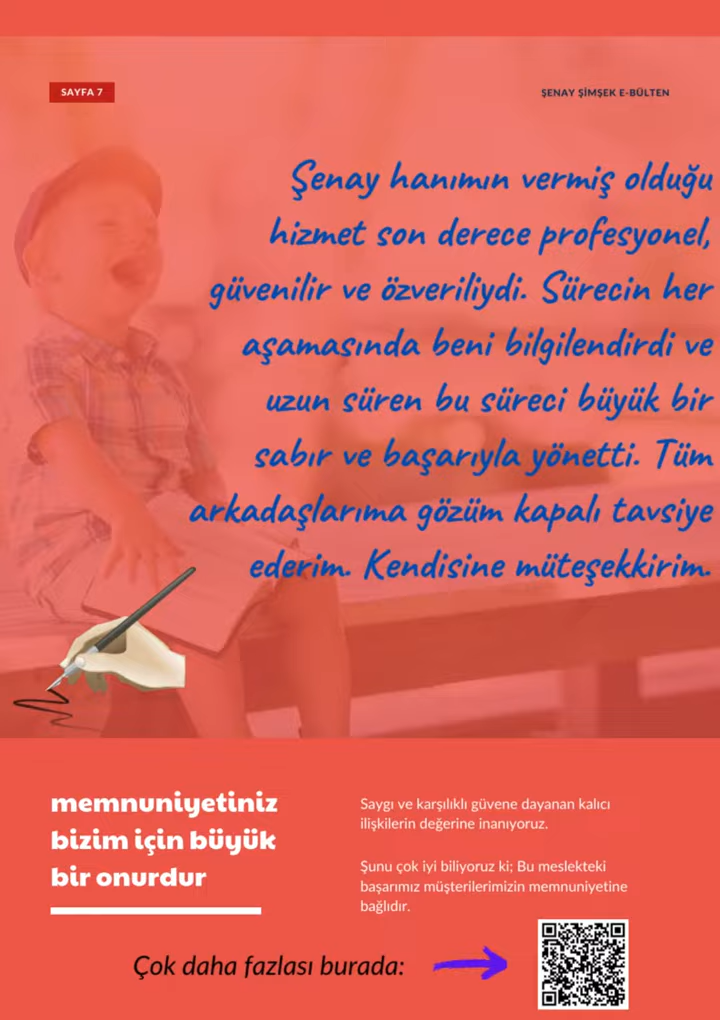 SAYFA 7
ŞENAY ŞİMŞEK E-BÜLTEN
Şenay hanımın vermiş olduğu
hizmet son derece profesyonel,
güvenilir ve özveriliydi. Sürecin her
aşamasında beni bilgilendirdi ve
uzun süren bu süreci büyük bir
sabır ve başarıyla yönetti. Tüm
arkadaşlarıma gözüm kapalı tavsiye
ederim. Kendisine müteşekkirim.
memnuniyetiniz
bizim için büyük
bir onurdur
Saygı ve karşılıklı güvene dayanan kalıcı
ilişkilerin değerine inanıyoruz.
Şunu çok iyi biliyoruz ki; Bu meslekteki
başarımız müşterilerimizin memnuniyetine
bağlıdır.
Çok daha fazlası burada: